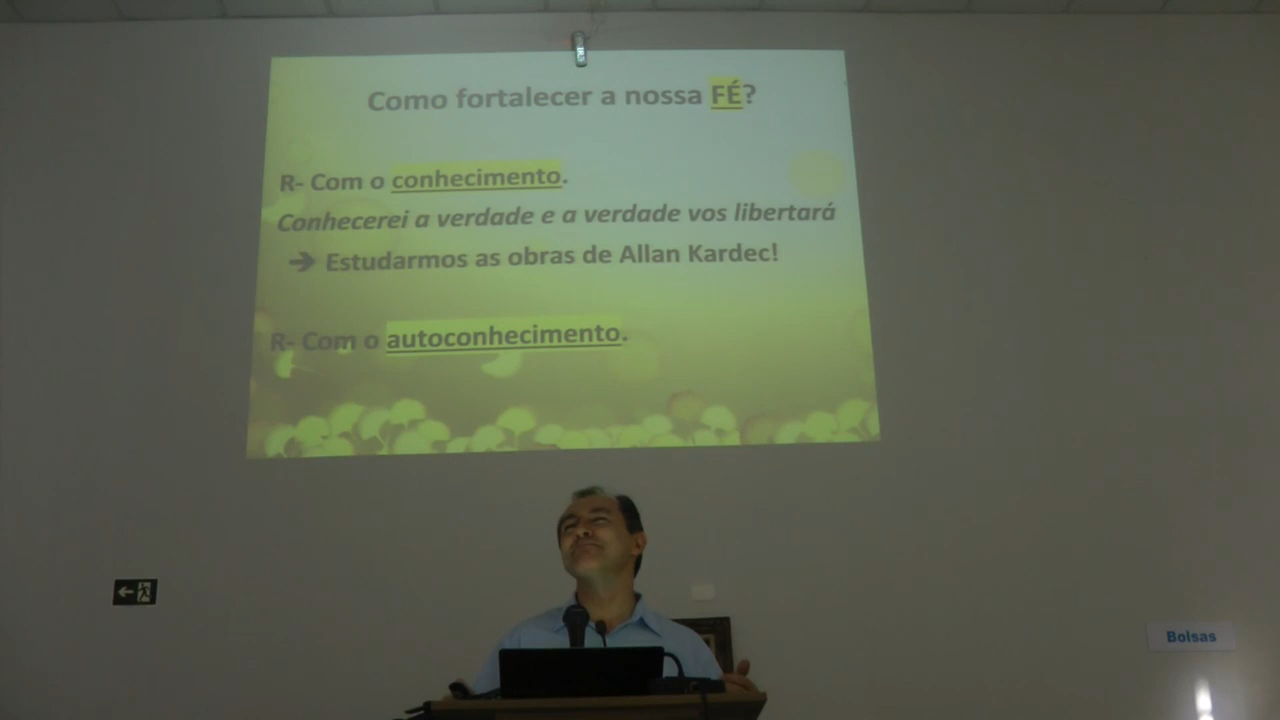 Como fortalecer a nossa FÉ?
R- Com o conhecimento.
Conhecerei a verdade e a verdade vos libertará
➔ Estudarmos as obras de Allan Kardec!
R- Com o autoconhecimento.
Bolsas